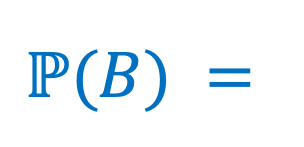 ℙ(𝐵) =